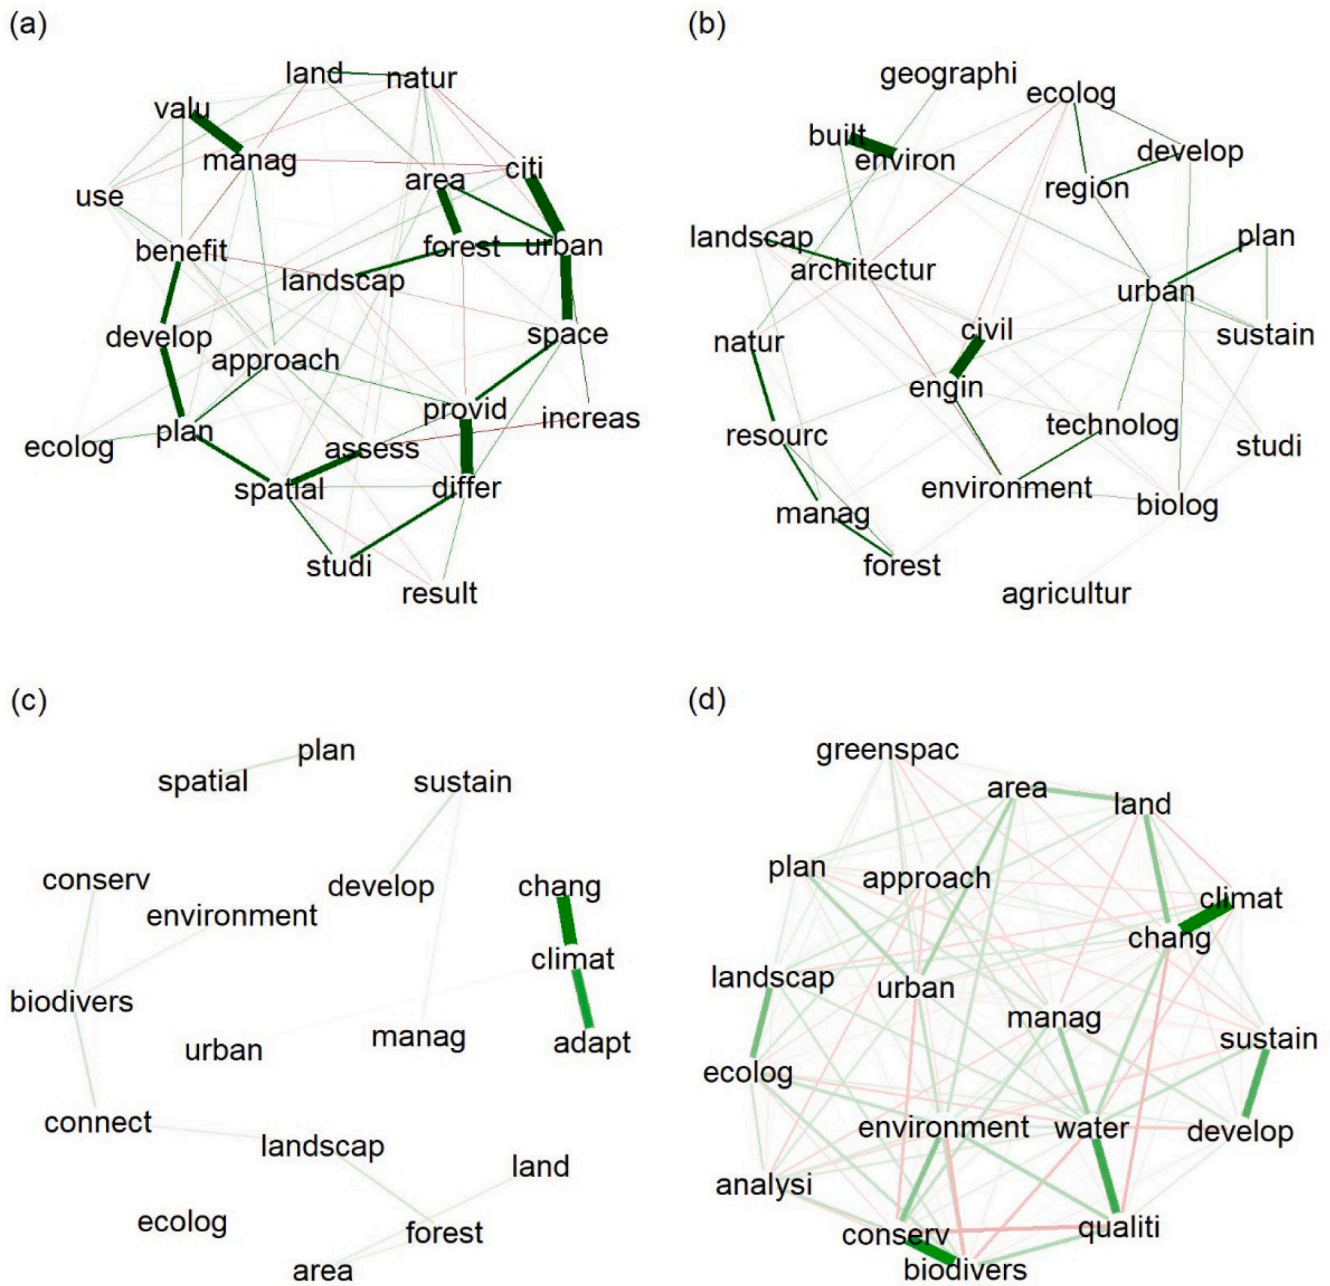 (a)
land
natur
valu
manag
citi
area
use
benefit
forest
urban
landscap
develop
space
approach
provid
increas
plan
ecolog
assess
spatial
differ
studi
result
(b)
geographi
ecolog
built
environ
develop
region
landscap
plan
architectur
urban
civil
sustain
natur
engin
resourc
technolog
studi
environment
biolog
manag
forest
agricultur
(c)
plan
spatial
sustain
conserv
develop
chang
environment
climat
biodivers
urban
manag
adapt
connect
landscap
land
ecolog
forest
area
(d)
greenspac
area
land
plan
approach
climat
chang
landscap
urban
manag
sustain
ecolog
environment
water
develop
analysi
conserv
qualiti
biodivers